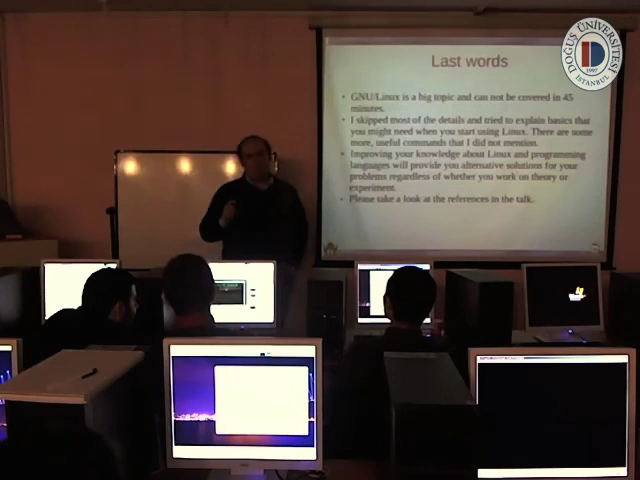 DOĞUŞ ÜNİVERSİTESİ
1997
İSTANBUL
Last words
• GNU/Linux is a big topic and can not be covered in 45
minutes.
• I skipped most of the details and tried to explain basics that
you might need when you start using Linux. There are some
more, useful commands that I did not mention.
• Improving your knowledge about Linux and programming
languages will provide you alternative solutions for your
problems regardless of whether you work on theory or
experiment.
• Please take a look at the references in the talk.